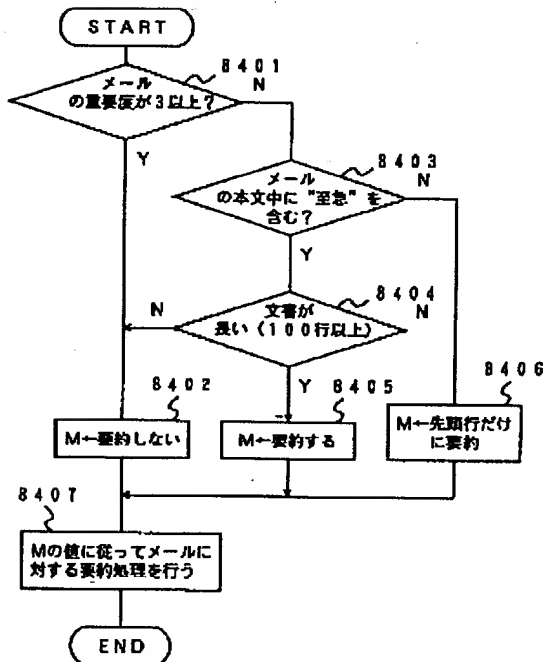 START
8401
メール
の重要度が3以上?
N
Y
8403
メール
の本文中に"至急"を
含む?
N
Y
8404
文書が
長い(100行以上)
N
N
Y
8402
M←要約しない
8405
M←要約する
8406
M←先頭行だけ
に要約
8407
Mの値に従ってメールに
対する要約処理を行う
END